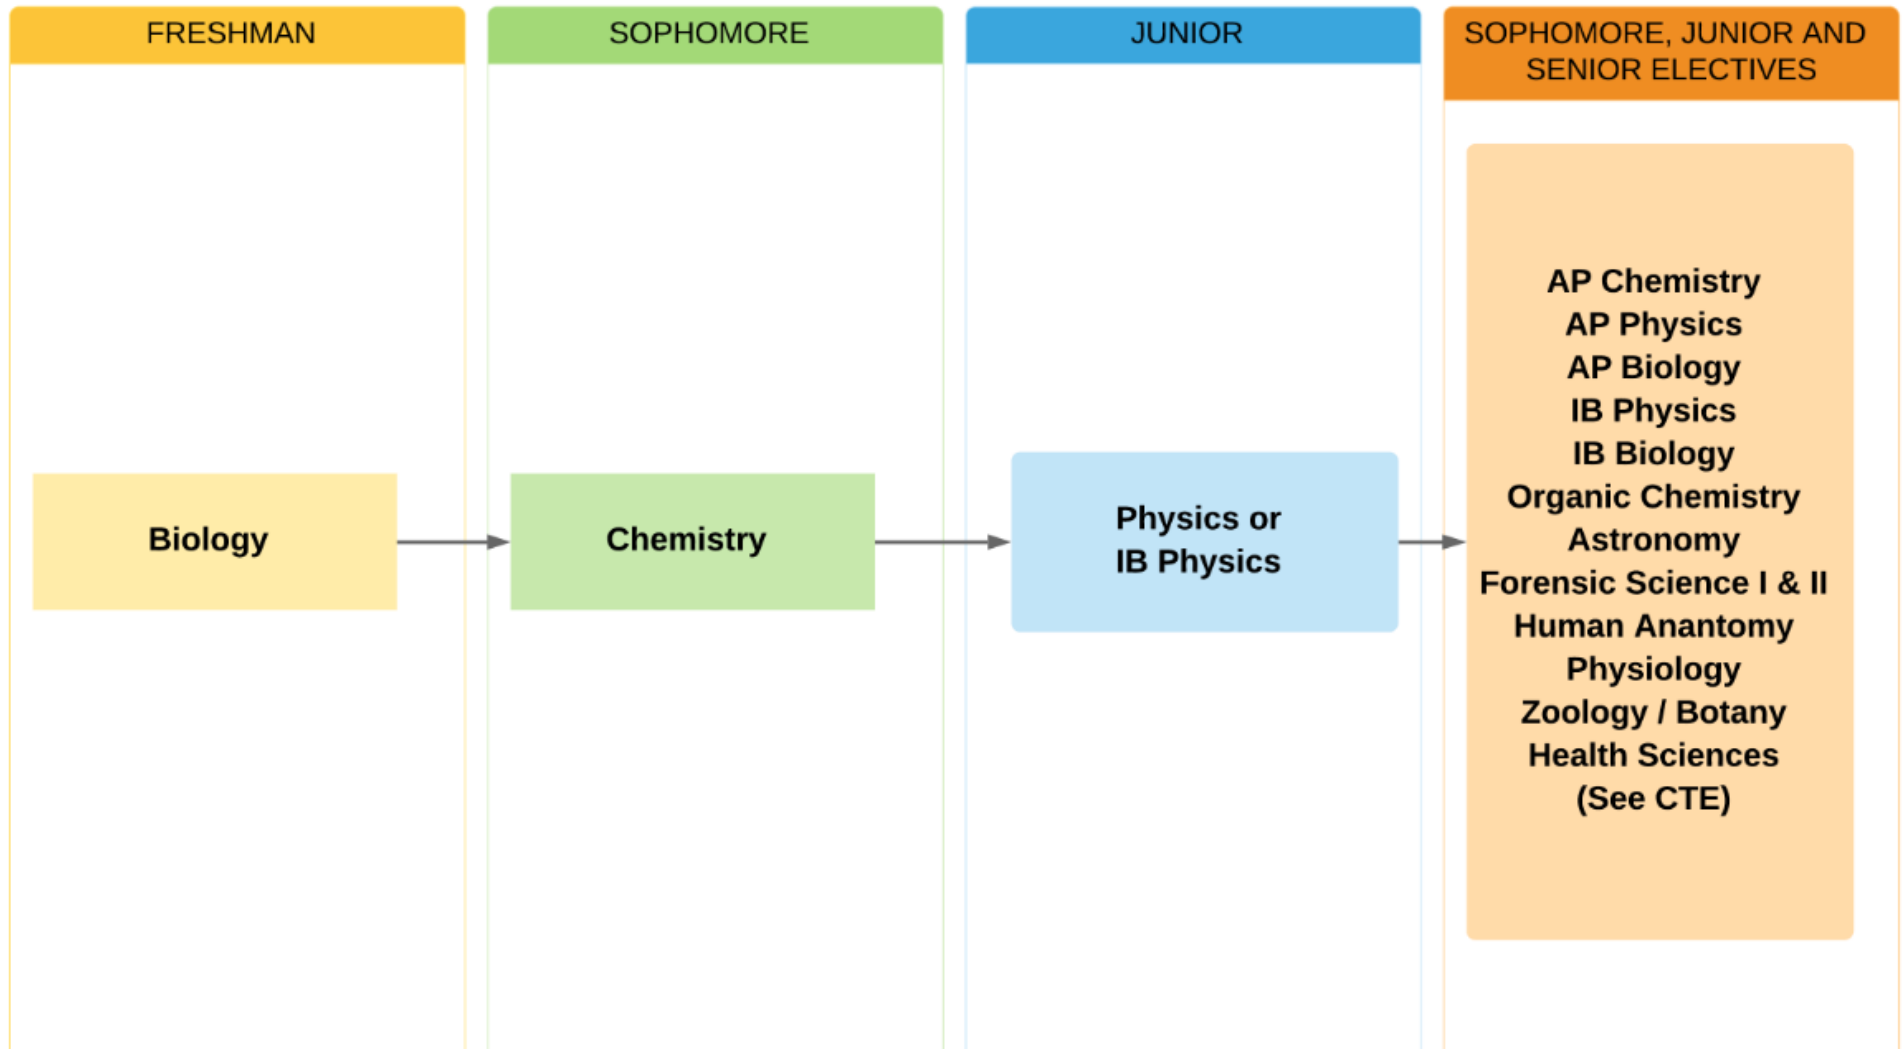 FRESHMAN
SOPHOMORE
JUNIOR
SOPHOMORE, JUNIOR AND
SENIOR ELECTIVES
Biology
Chemistry
Physics or
IB Physics
AP Chemistry
AP Physics
AP Biology
IB Physics
IB Biology
Organic Chemistry
Astronomy
Forensic Science I & II
Human Anantomy
Physiology
Zoology / Botany
Health Sciences
(See CTE)